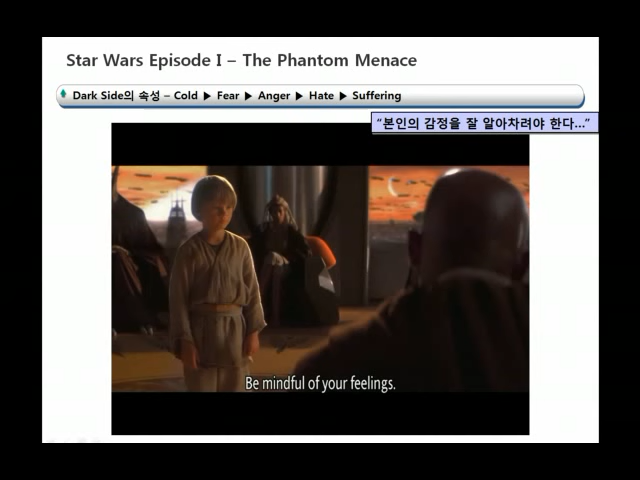 Star Wars Episode I – The Phantom Menace
Dark Side의 속성 – Cold ▶ Fear ▶ Anger ▶ Hate ▶ Suffering
“본인의 감정을 잘 알아차려야 한다...”
Be mindful of your feelings.